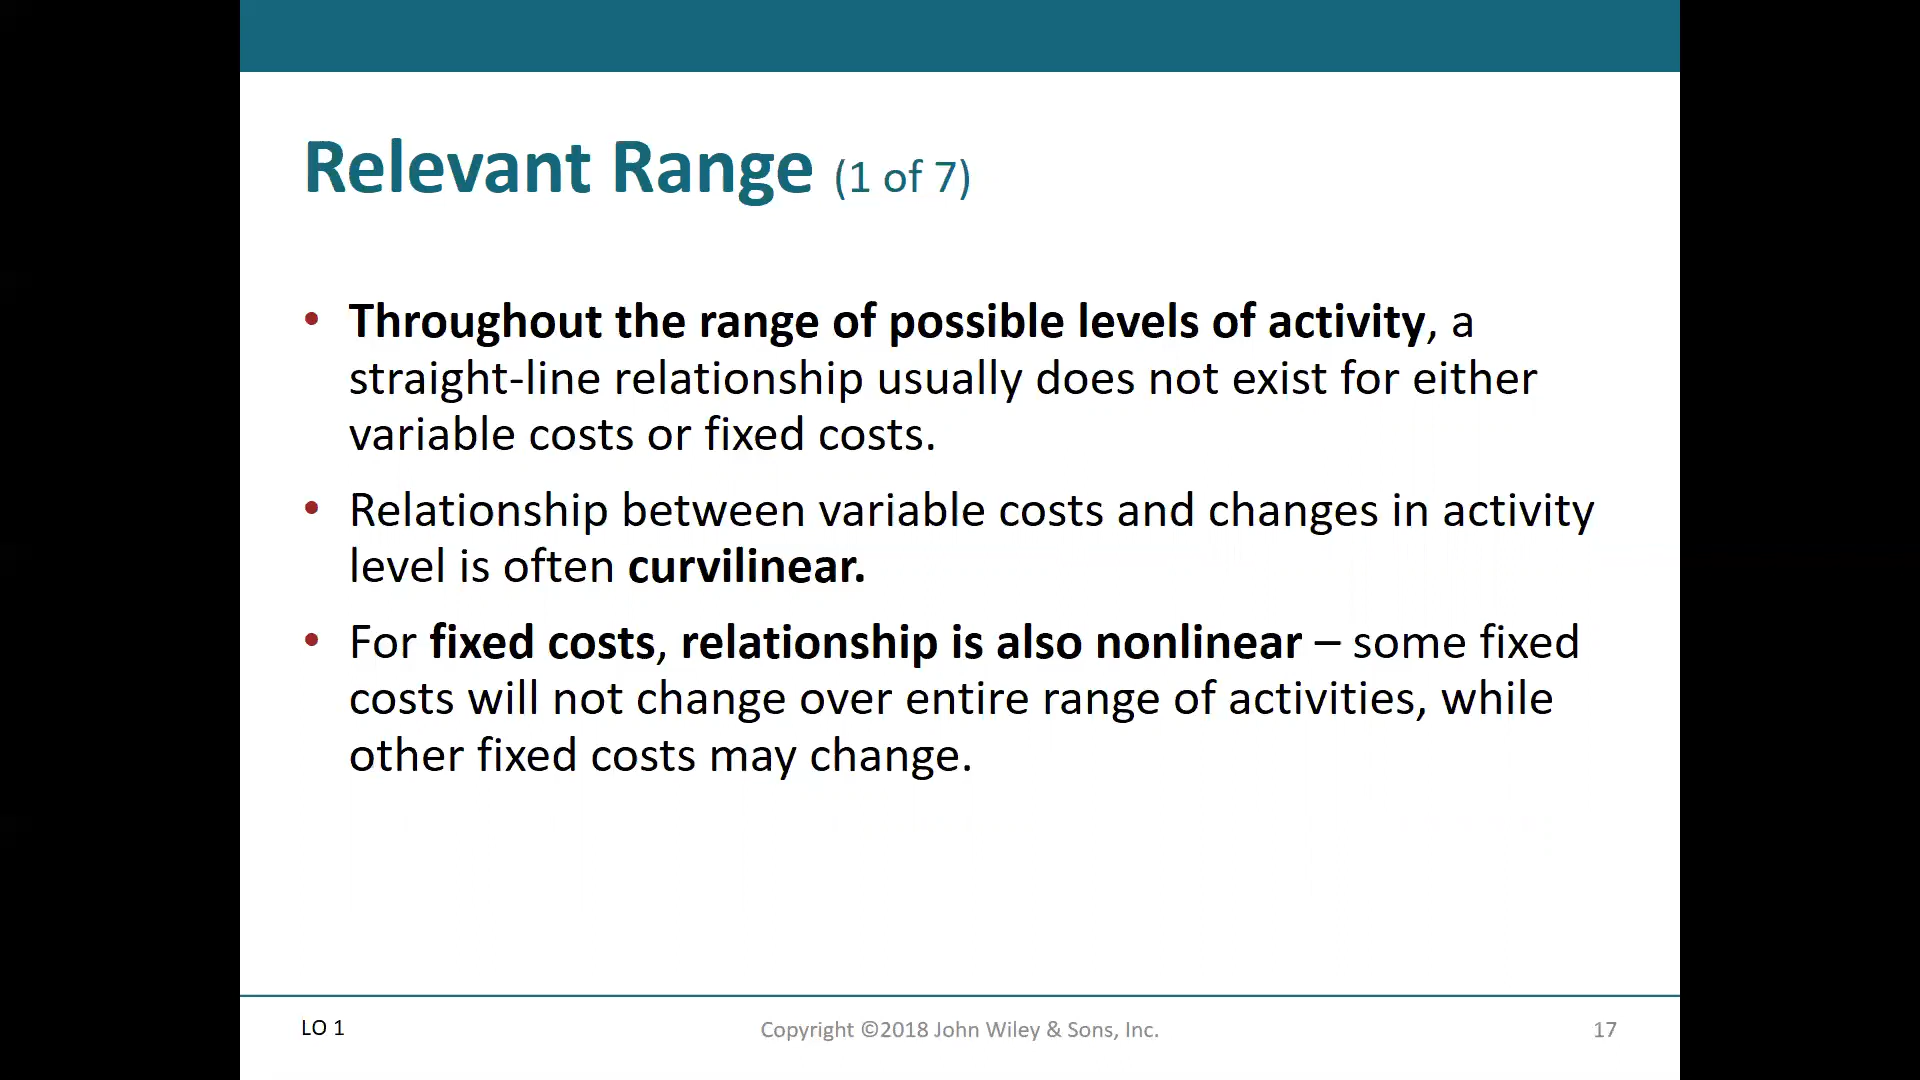 Relevant Range (1 of 7)
• Throughout the range of possible levels of activity, a
straight-line relationship usually does not exist for either
variable costs or fixed costs.
• Relationship between variable costs and changes in activity
level is often curvilinear.
• For fixed costs, relationship is also nonlinear – some fixed
costs will not change over entire range of activities, while
other fixed costs may change.
LO 1
Copyright ©2018 John Wiley & Sons, Inc.
17